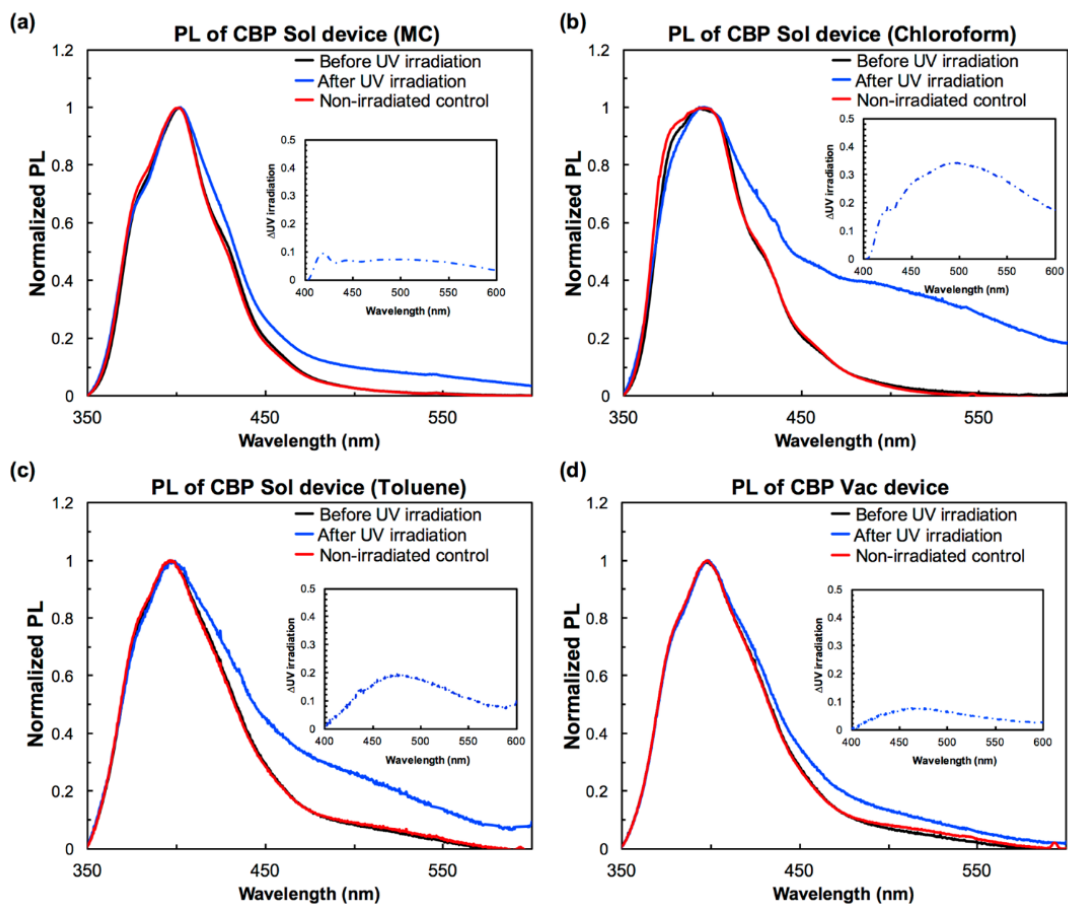 (a)
PL of CBP Sol device (MC)
Before UV irradiation
After UV irradiation
Non-irradiated control
Normalized PL
1.2
1
0.8
0.6
0.4
0.2
0
350
450
550
Wavelength (nm)
ΔUV irradiation
0.5
0.4
0.3
0.2
0.1
0
400 450 500 550 600
Wavelength (nm)
(b)
PL of CBP Sol device (Chloroform)
Before UV irradiation
After UV irradiation
Non-irradiated control
Normalized PL
1.2
1
0.8
0.6
0.4
0.2
0
350
450
550
Wavelength (nm)
ΔUV irradiation
0.5
0.4
0.3
0.2
0.1
0
400 450 500 550 600
Wavelength (nm)
(c)
PL of CBP Sol device (Toluene)
Before UV irradiation
After UV irradiation
Non-irradiated control
Normalized PL
1.2
1
0.8
0.6
0.4
0.2
0
350
450
550
Wavelength (nm)
ΔUV irradiation
0.5
0.4
0.3
0.2
0.1
0
400 450 500 550 600
Wavelength (nm)
(d)
PL of CBP Vac device
Before UV irradiation
After UV irradiation
Non-irradiated control
Normalized PL
1.2
1
0.8
0.6
0.4
0.2
0
350
450
550
Wavelength (nm)
ΔUV irradiation
0.5
0.4
0.3
0.2
0.1
0
400 450 500 550 600
Wavelength (nm)